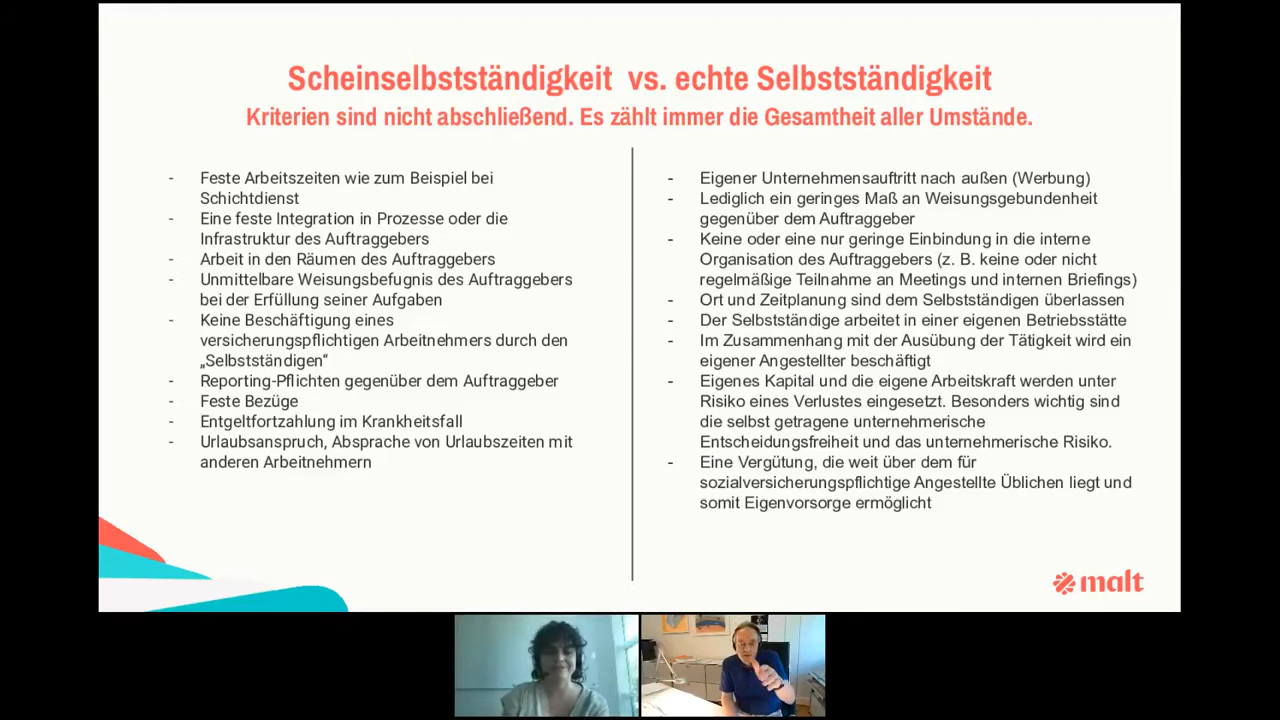 Scheinselbstständigkeit vs. echte Selbstständigkeit
Kriterien sind nicht abschließend. Es zählt immer die Gesamtheit aller Umstände.
- Feste Arbeitszeiten wie zum Beispiel bei
Schichtdienst
- Eine feste Integration in Prozesse oder die
Infrastruktur des Auftraggebers
- Arbeit in den Räumen des Auftraggebers
- Unmittelbare Weisungsbefugnis des Auftraggebers
bei der Erfüllung seiner Aufgaben
- Keine Beschäftigung eines
versicherungspflichtigen Arbeitnehmers durch den
„Selbstständigen“
- Reporting-Pflichten gegenüber dem Auftraggeber
- Feste Bezüge
- Entgeltfortzahlung im Krankheitsfall
- Urlaubsanspruch, Absprache von Urlaubszeiten mit
anderen Arbeitnehmern
- Eigener Unternehmensauftritt nach außen (Werbung)
- Lediglich ein geringes Maß an Weisungsgebundenheit
gegenüber dem Auftraggeber
- Keine oder eine nur geringe Einbindung in die interne
Organisation des Auftraggebers (z. B. keine oder nicht
regelmäßige Teilnahme an Meetings und internen Briefings)
- Ort und Zeitplanung sind dem Selbstständigen überlassen
- Der Selbstständige arbeitet in einer eigenen Betriebsstätte
- Im Zusammenhang mit der Ausübung der Tätigkeit wird ein
eigener Angestellter beschäftigt
- Eigenes Kapital und die eigene Arbeitskraft werden unter
Risiko eines Verlustes eingesetzt. Besonders wichtig sind
die selbst getragene unternehmerische
Entscheidungsfreiheit und das unternehmerische Risiko.
- Eine Vergütung, die weit über dem für
sozialversicherungspflichtige Angestellte Üblichen liegt und
somit Eigenvorsorge ermöglicht
malt